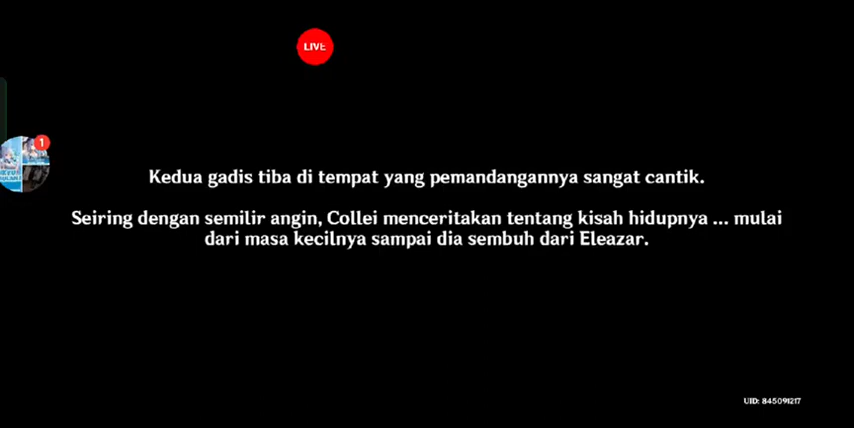 LIVE
1
Kedua gadis tiba di tempat yang pemandangannya sangat cantik.
Seiring dengan semilir angin, Collei menceritakan tentang kisah hidupnya ... mulai
dari masa kecilnya sampai dia sembuh dari Eleazar.
UID: 845091217